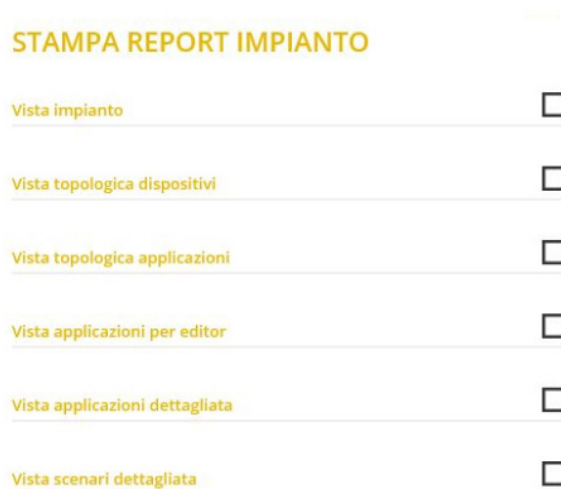 STAMPA REPORT IMPIANTO
Vista impianto
Vista topologica dispositivi
Vista topologica applicazioni
Vista applicazioni per editor
Vista applicazioni dettagliata
Vista scenari dettagliata